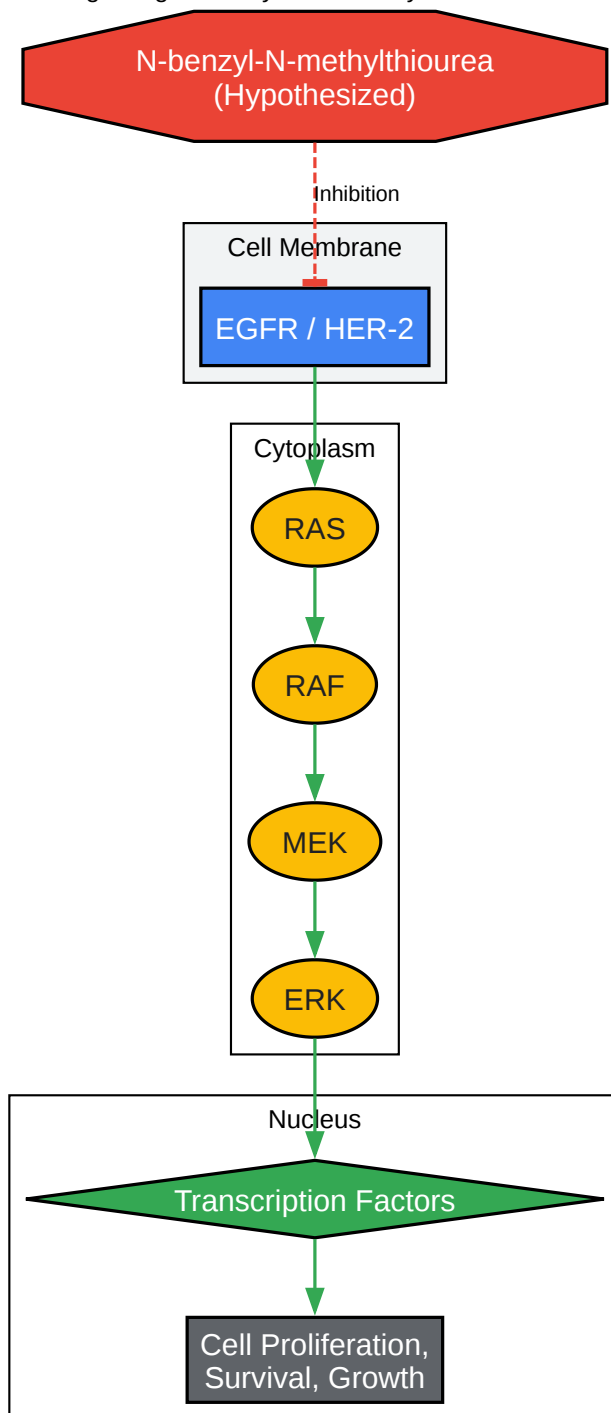 N-benzyl-N-methylthiourea
(Hypothesized)
Inhibition
Cell Membrane
EGFR / HER-2
Cytoplasm
RAS
RAF
MEK
ERK
Nucleus
Transcription Factors
Cell Proliferation,
Survival, Growth